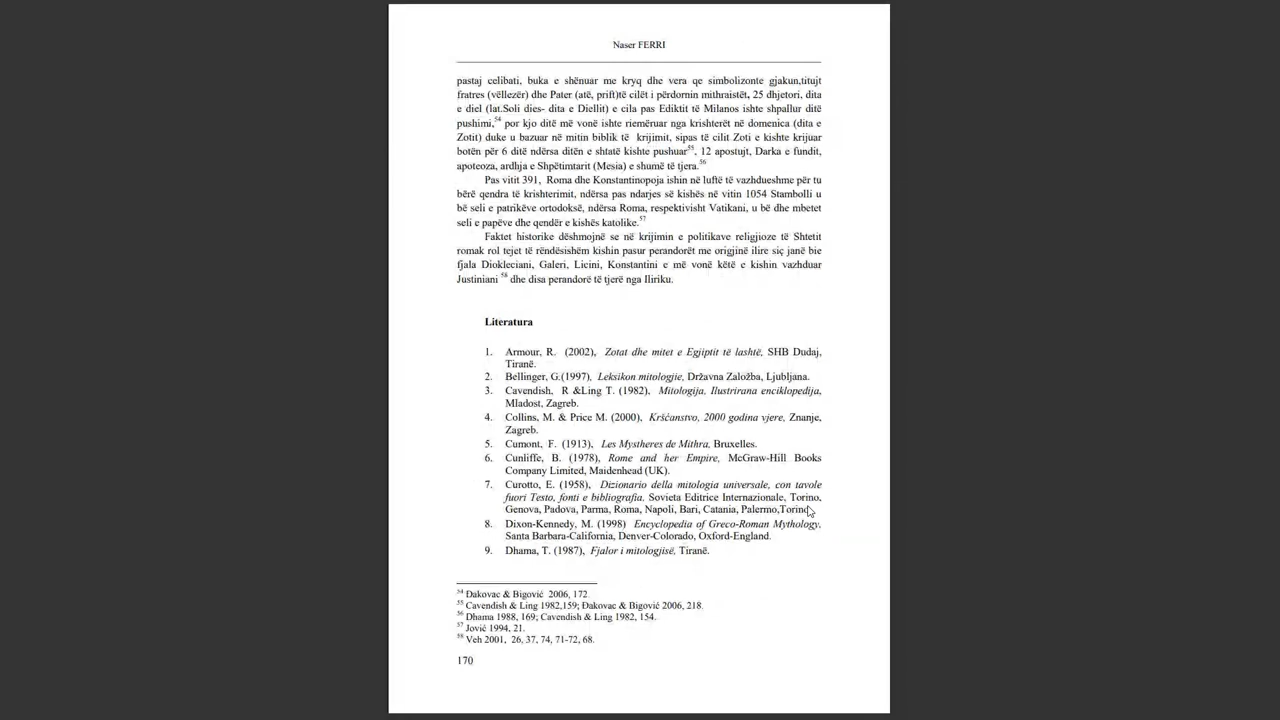 Naser FERRI
pastaj celibati, buka e shënuar me kryq dhe vera qe simbolizonte gjakun,titujt
fratres (vëllezër) dhe Pater (atë, prift)të cilët i përdornin mithraistët, 25 dhjetori, dita
e diel (lat.Soli dies- dita e Diellit) e cila pas Ediktit të Milanos ishte shpallur ditë
pushimi,54 por kjo ditë më vonë ishte riemëruar nga krishterët në domenica (dita e
Zotit) duke u bazuar në mitin biblik të krijimit, sipas të cilit Zoti e kishte krijuar
botën për 6 ditë ndërsa ditën e shtatë kishte pushuar55, 12 apostujt, Darka e fundit,
apoteoza, ardhja e Shpëtimtarit (Mesia) e shumë të tjera.56
Pas vitit 391, Roma dhe Konstantinopoja ishin në luftë të vazhdueshme për tu
bërë qendra të krishterimit, ndërsa pas ndarjes së kishës në vitin 1054 Stambolli u
bë seli e patrikëve ortodoksë, ndërsa Roma, respektivisht Vatikani, u bë dhe mbetet
seli e papëve dhe qendër e kishës katolike.57
Faktet historike dëshmojnë se në krijimin e politikave religjioze të Shtetit
romak rol tejet të rëndësishëm kishin pasur perandorët me origjinë ilire siç janë bie
fjala Diokleciani, Galeri, Licini, Konstantini e më vonë këtë e kishin vazhduar
Justiniani 58 dhe disa perandorë të tjerë nga Iliriku.
Literatura
1. Armour, R. (2002), Zotat dhe mitet e Egjiptit të lashtë, SHB Dudaj,
Tiranë.
2. Bellinger, G.(1997), Leksikon mitologjie, Državna Založba, Ljubljana.
3. Cavendish, R &Ling T. (1982), Mitologija, Ilustrirana enciklopedija,
Mladost, Zagreb.
4. Collins, M. & Price M. (2000), Kršćanstvo, 2000 godina vjere, Znanje,
Zagreb.
5. Cumont, F. (1913), Les Mystheres de Mithra, Bruxelles.
6. Cunliffe, B. (1978), Rome and her Empire, McGraw-Hill Books
Company Limited, Maidenhead (UK).
7. Curotto, E. (1958), Dizionario della mitologia universale, con tavole
fuori Testo, fonti e bibliografia. Sovieta Editrice Internazionale, Torino,
Genova, Padova, Parma, Roma, Napoli, Bari, Catania, Palermo,Torino.
8. Dixon-Kennedy, M. (1998) Encyclopedia of Greco-Roman Mythology,
Santa Barbara-California, Denver-Colorado, Oxford-England.
9. Dhama, T. (1987), Fjalor i mitologjisë, Tiranë.
54 Đakovac & Bigović 2006, 172.
55 Cavendish & Ling 1982,159; Đakovac & Bigović 2006, 218.
56 Dhama 1988, 169; Cavendish & Ling 1982, 154.
57 Jović 1994, 21.
58 Veh 2001, 26, 37, 74, 71-72, 68.
170